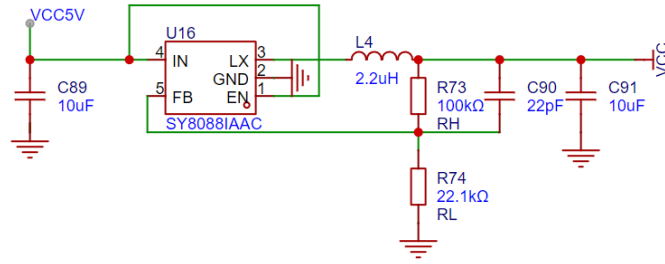 VCC5V
U16
L4
4 IN LX 3
GND 2
5 FB EN 1
SY8088IAAC
C89
10uF
2.2uH
R73
100kΩ
RH
C90
22pF
C91
10uF
VCC
R74
22.1kΩ
RL